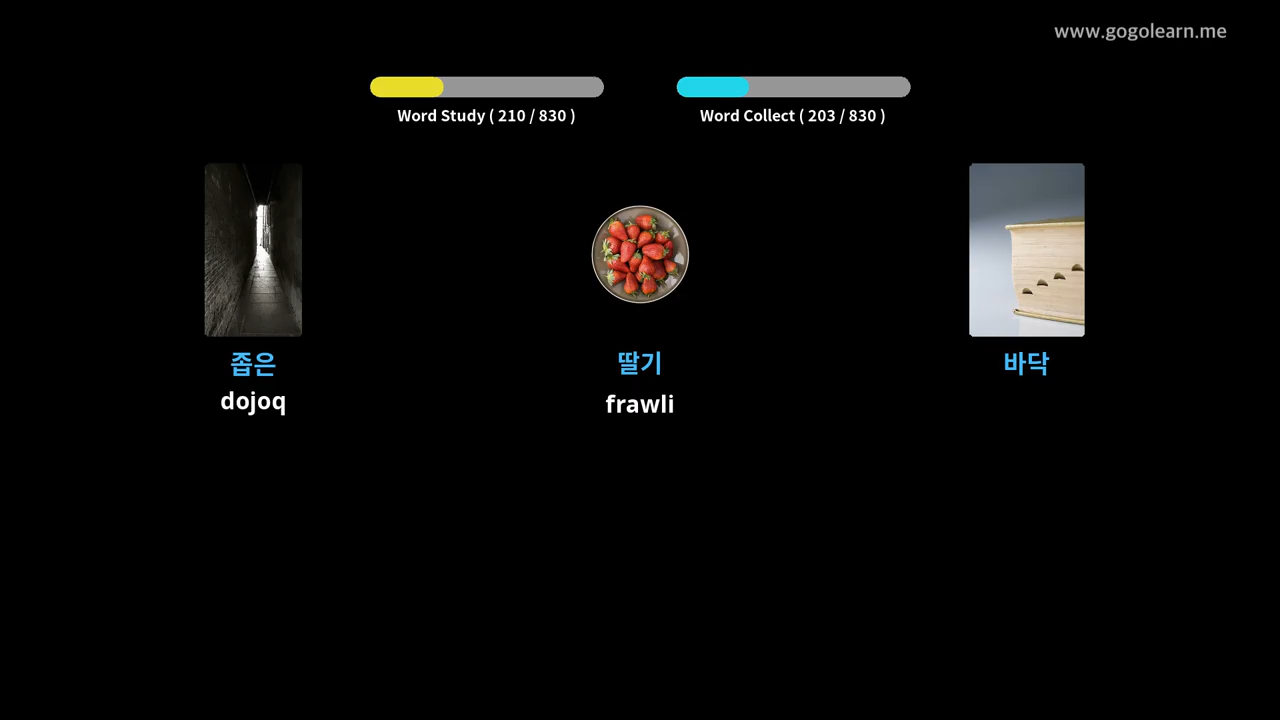 www.gogolearn.me
Word Study ( 210 / 830 )
Word Collect ( 203 / 830 )
좁은
dojoq
딸기
frawli
바닥